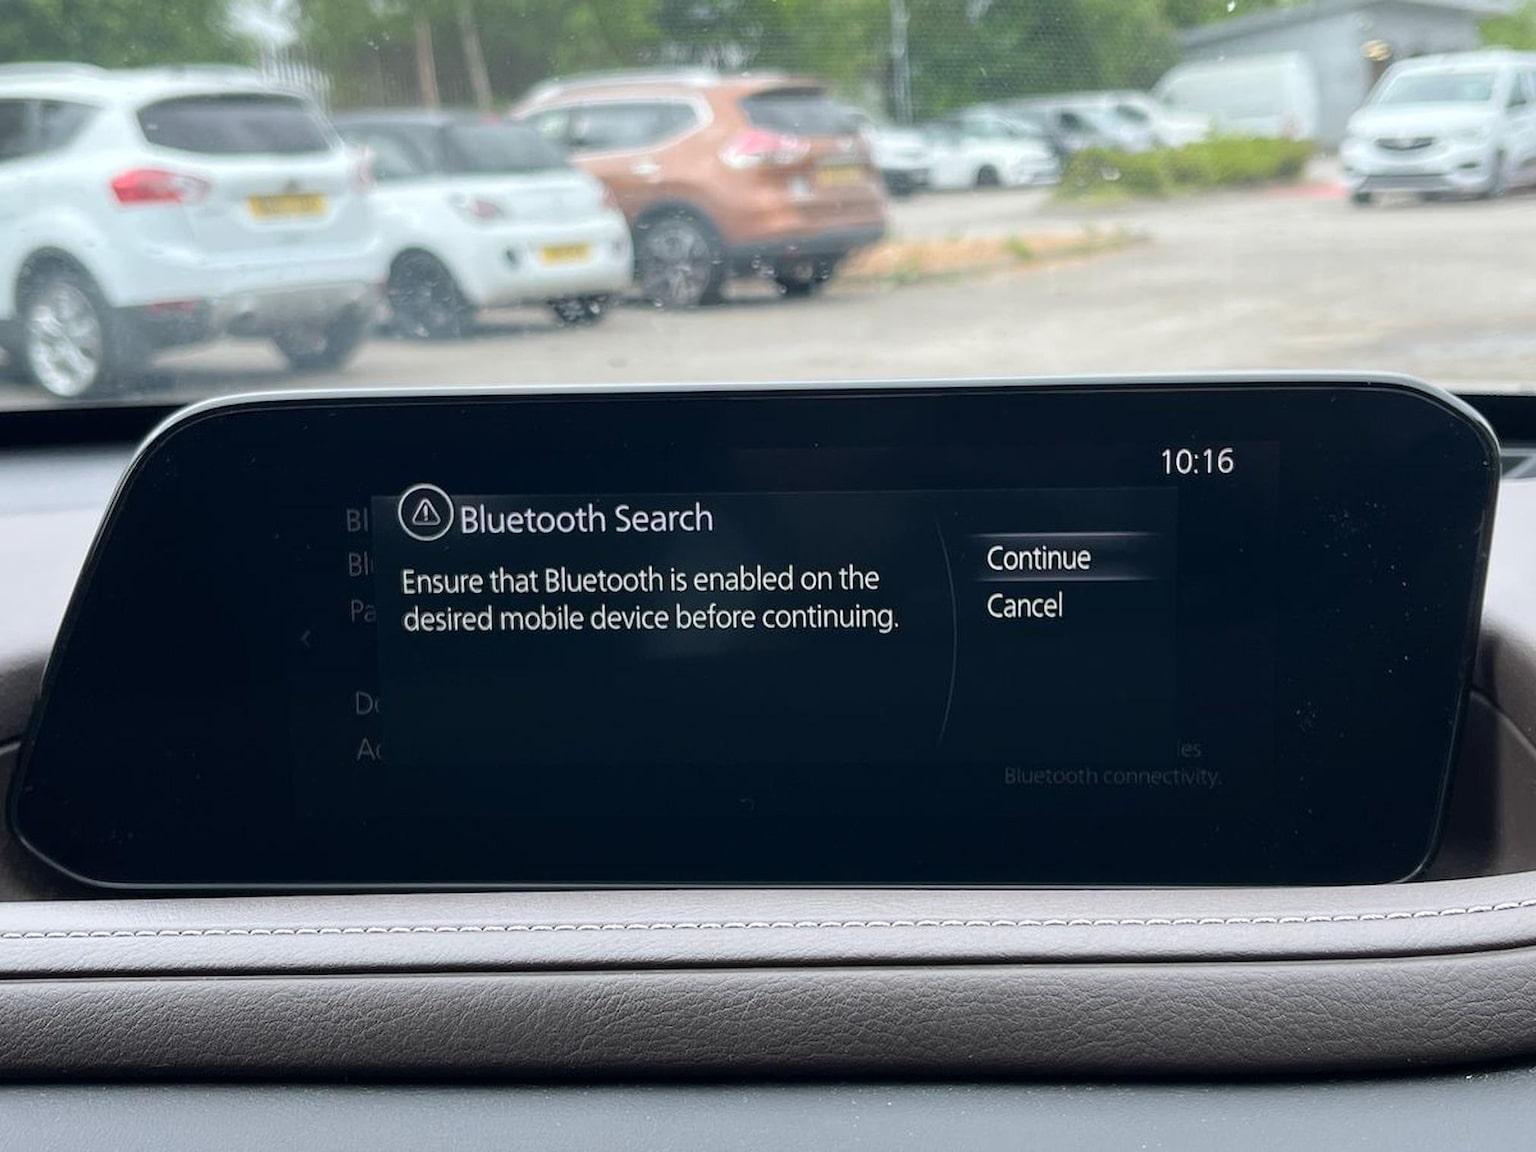 10:16
Bluetooth Search
Ensure that Bluetooth is enabled on the
desired mobile device before continuing.
Continue
Cancel
Bluetooth connectivity.